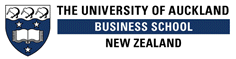 THE UNIVERSITY OF AUCKLAND
BUSINESS SCHOOL
NEW ZEALAND